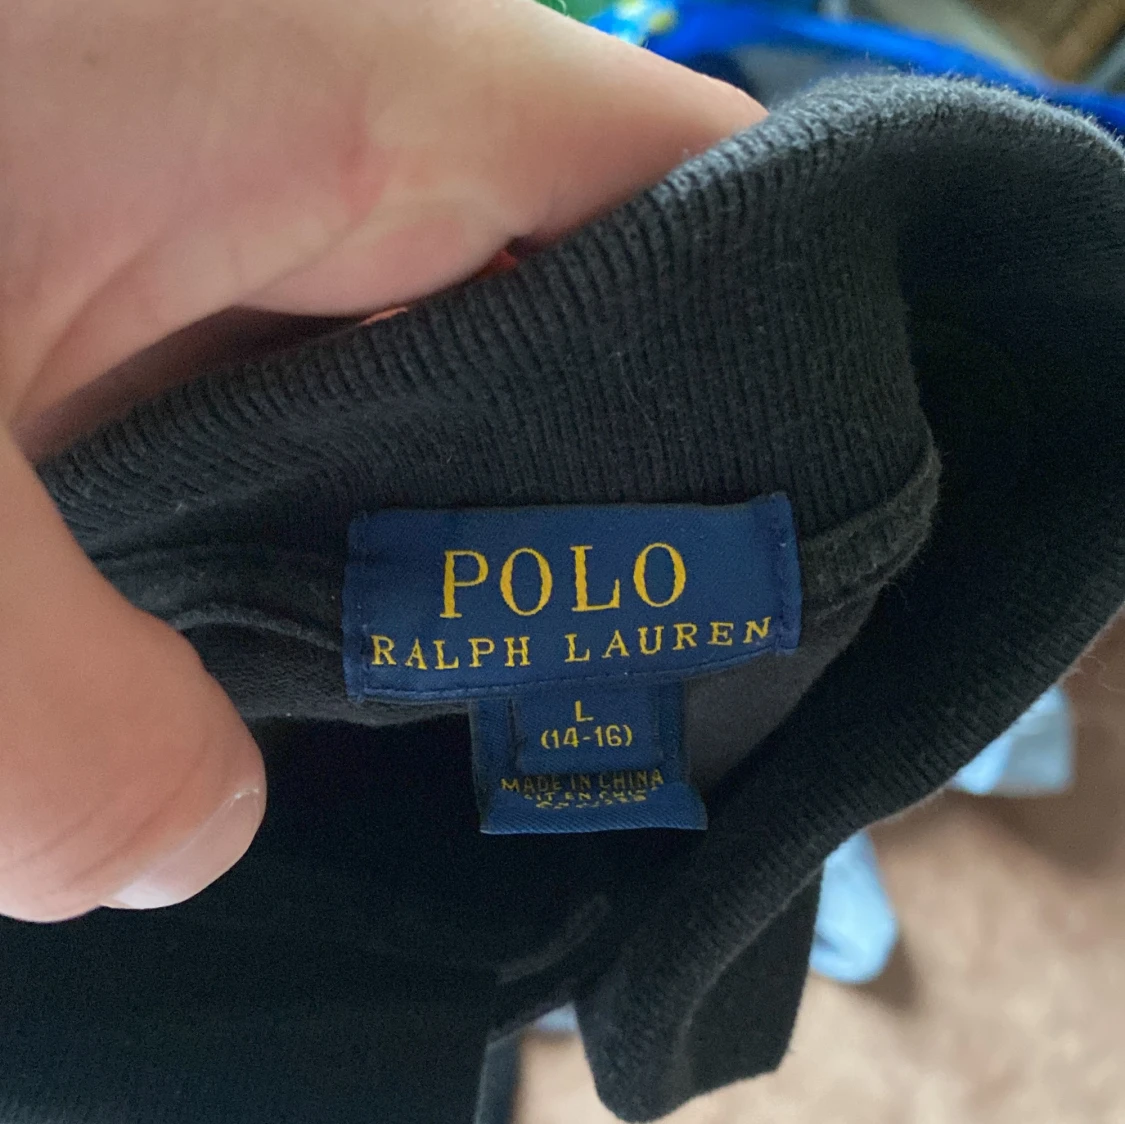 POLO
RALPH LAUREN
L
(14-16)
MADE IN CHINA